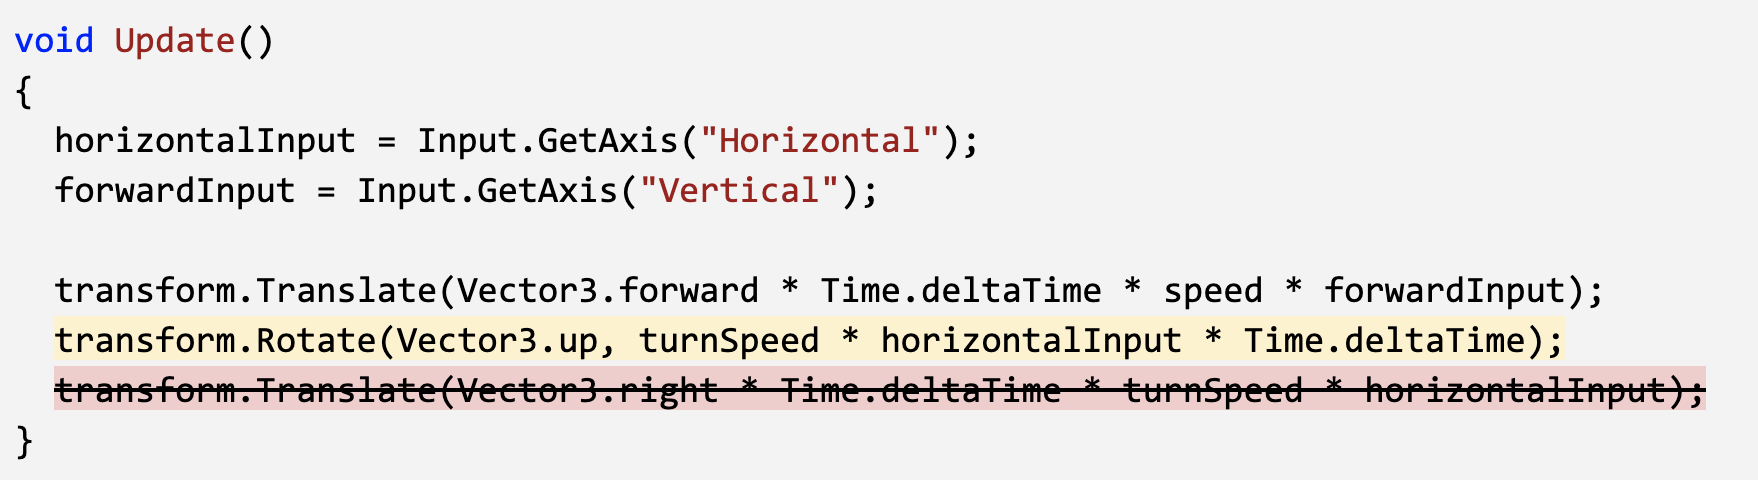 void Update()
{
  horizontalInput = Input.GetAxis("Horizontal");
  forwardInput = Input.GetAxis("Vertical");

  transform.Translate(Vector3.forward * Time.deltaTime * speed * forwardInput);
  transform.Rotate(Vector3.up, turnSpeed * horizontalInput * Time.deltaTime);
  transform.Translate(Vector3.right * Time.deltaTime * turnSpeed * horizontalInput);
}